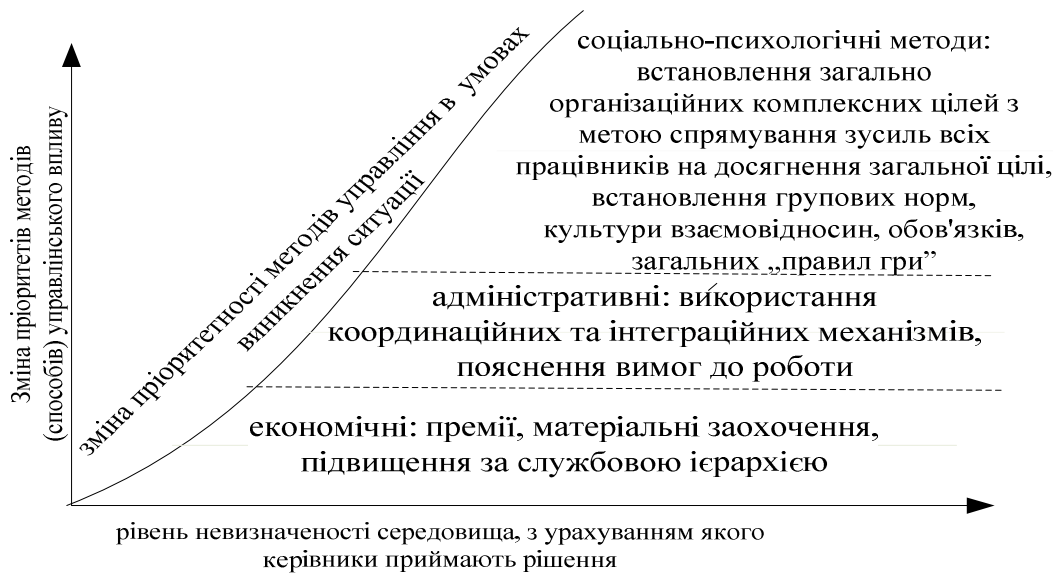 соціально-психологічні методи:
встановлення загально
організаційних комплексних цілей з
метою спрямування зусиль всіх
працівників на досягнення загальної цілі,
встановлення групових норм,
культури взаємовідносин, обов'язків,
загальних „правил гри”
адміністративні: використання
координаційних та інтеграційних механізмів,
пояснення вимог до роботи
економічні: премії, матеріальні заохочення,
підвищення за службовою ієрархією
зміна пріоритетності методів управління в умовах
виникнення ситуації
Зміна пріоритетів методів
(способів) управлінського впливу
рівень невизначеності середовища, з урахуванням якого
керівники приймають рішення